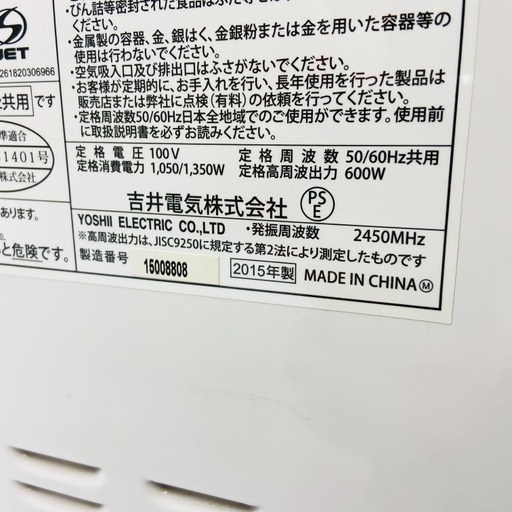 ・びん詰等密封された食品はふた等をはずし
ください。
・金属製の容器、金、銀はく、金銀粉または金を用いた容器等の
使用は行わないでください。
・空気吸入口及び排出口はふさがないでください。
・お客様が定期的に、お手入れを行い、長年使用を行った製品は
販売店または弊社に点検(有料)の依頼を行ってください。
・定格周波数50/60Hz日本全地域でのご使用ができます。使用前
に取扱説明書を必ずお読みください。
JET
261820306966
共用です
準適合
1401号
株式会社
あります。
と危険です。
定格電圧 100V 定格周波数 50/60Hz共用
定格消費電力 1,050/1,350W 定格高周波出力 600W
吉井電気株式会社
PS
E
YOSHII ELECTRIC CO.,LTD ・発振周波数 2450MHz
※高周波出力は、JISC9250に規定する第2法により測定したものです
製造番号 15008808 2015年製 MADE IN CHINA Ⓜ